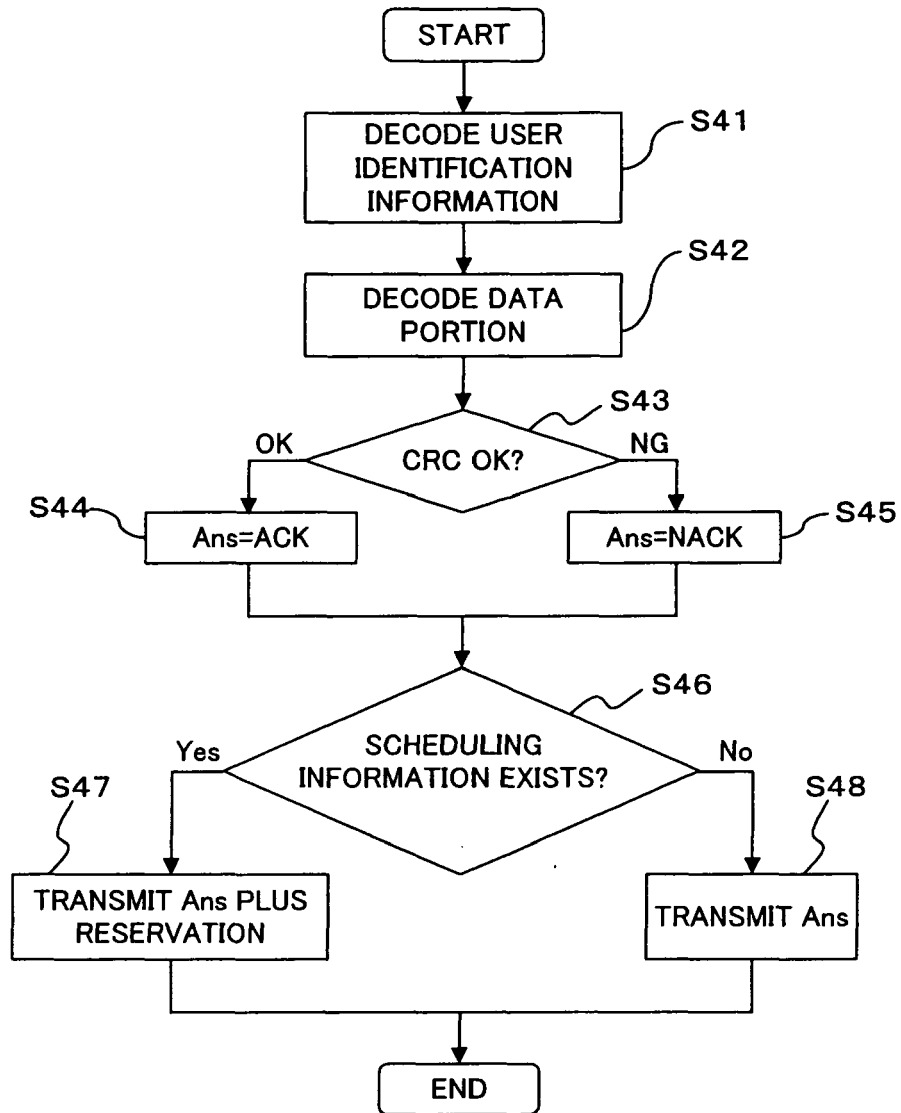 START
S41
DECODE USER
IDENTIFICATION
INFORMATION
S42
DECODE DATA
PORTION
S43
OK
CRC OK?
NG
S44
Ans=ACK
Ans=NACK
S45
S46
Yes
SCHEDULING
INFORMATION EXISTS?
No
S47
S48
TRANSMIT Ans PLUS
RESERVATION
TRANSMIT Ans
END